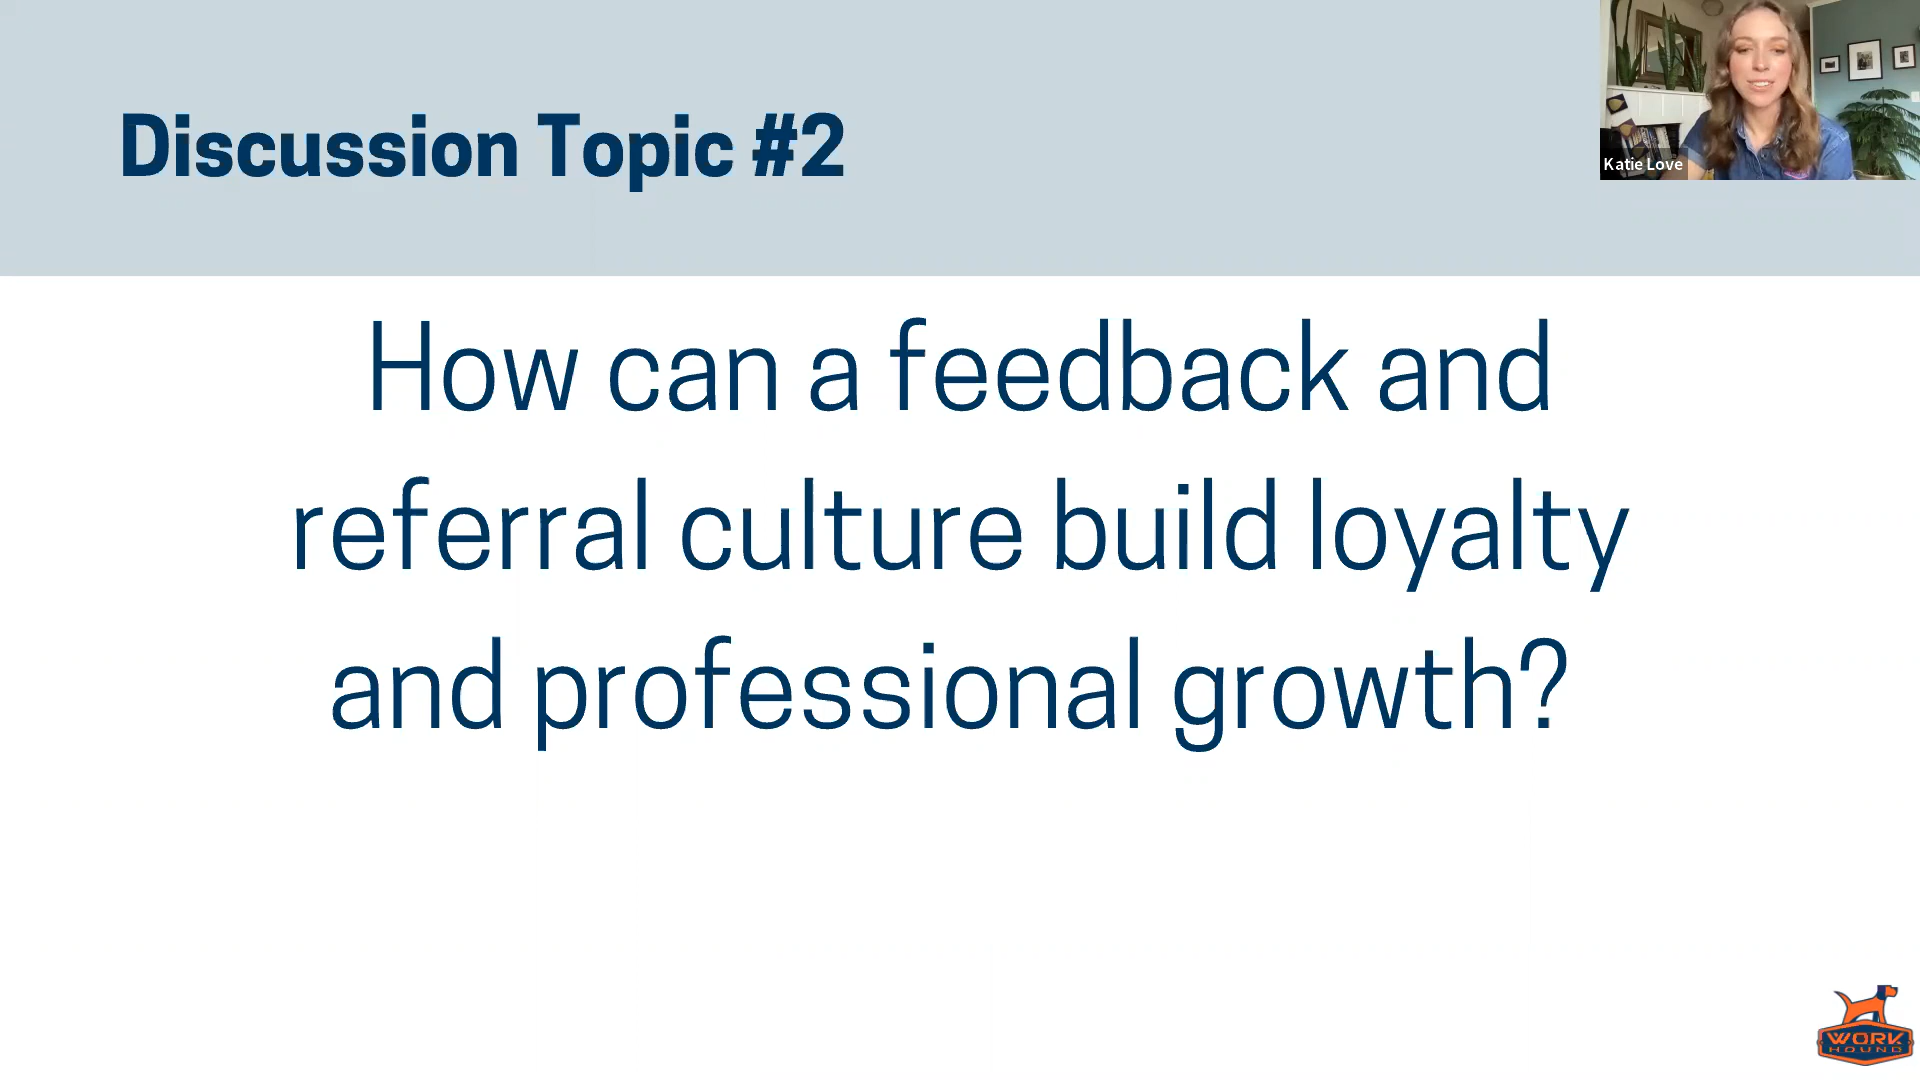 Discussion Topic #2
Katie Love
How can a feedback and
referral culture build loyalty
and professional growth?
WORK
HOUND